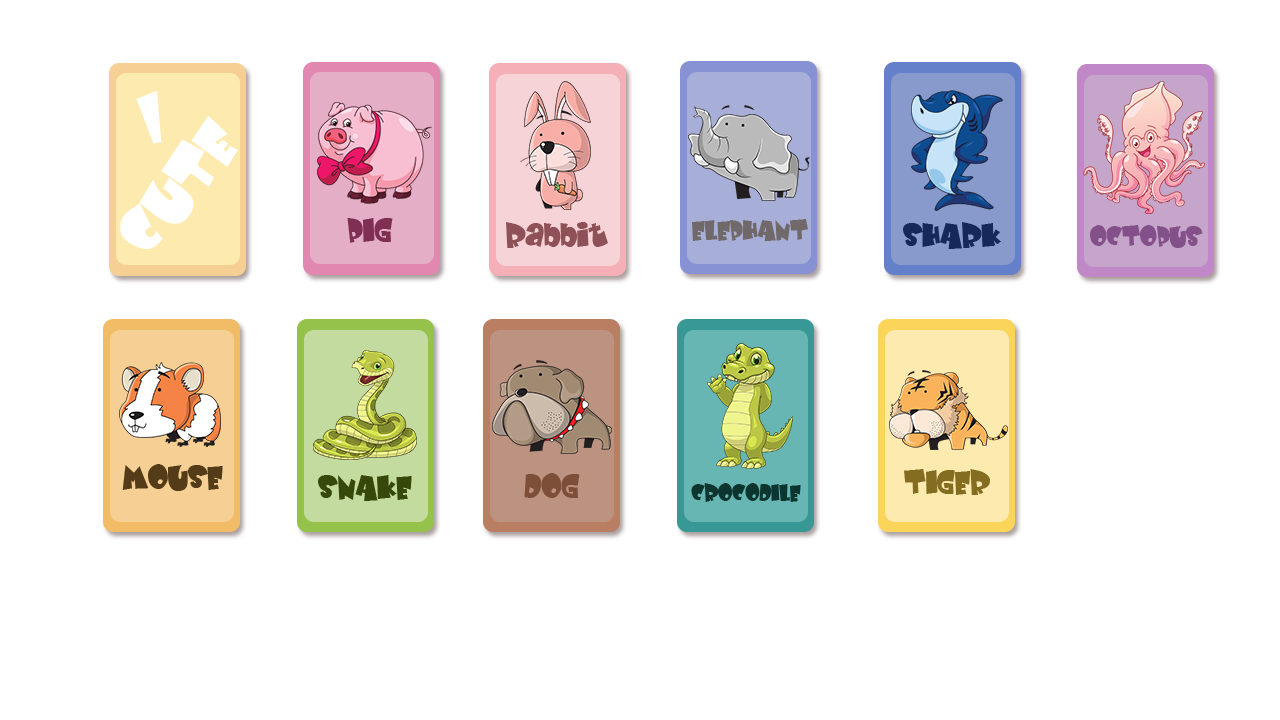 CUTE!
PIG
Rabbit
ELEPHANT
SHARK
OCTOPUS
MOUSE
SNAKE
DOG
CROCODILE
TIGER